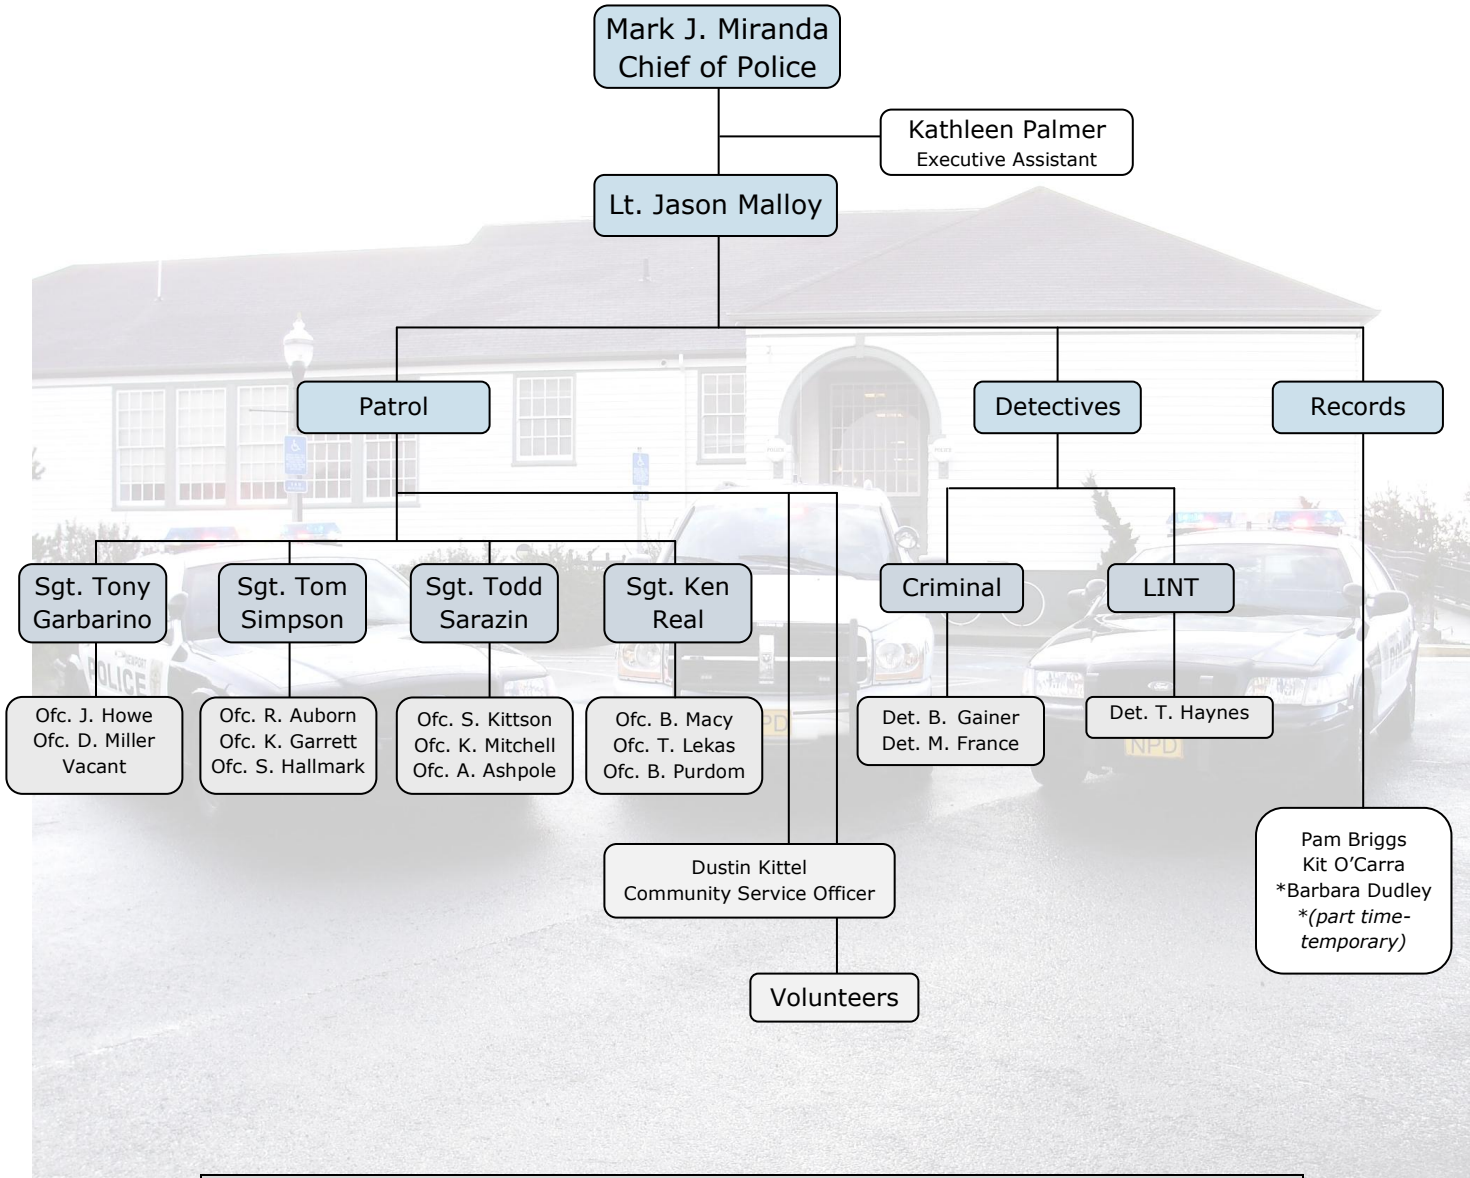 Mark J. Miranda
Chief of Police
Kathleen Palmer
Executive Assistant
Lt. Jason Malloy
Patrol
Detectives
Records
Sgt. Tony
Garbarino
Sgt. Tom
Simpson
Sgt. Todd
Sarazin
Sgt. Ken
Real
Criminal
LINT
Ofc. J. Howe
Ofc. D. Miller
Vacant
Ofc. R. Auborn
Ofc. K. Garrett
Ofc. S. Hallmark
Ofc. S. Kittson
Ofc. K. Mitchell
Ofc. A. Ashpole
Ofc. B. Macy
Ofc. T. Lekas
Ofc. B. Purdom
Det. B. Gainer
Det. M. France
Det. T. Haynes
Pam Briggs
Kit O’Carra
*Barbara Dudley
*(part time-
temporary)
Dustin Kittel
Community Service Officer
Volunteers
POLICE
NPD